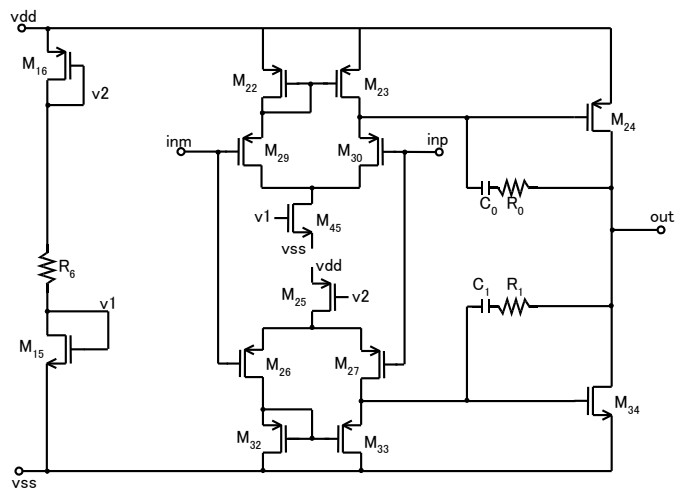 vdd
M16
v2
M22
M23
M24
inm
M29
M30
inp
v1
M45
vss
C0
R0
out
vdd
M25
v2
R6
v1
C1
R1
M15
M26
M27
M34
M32
M33
vss